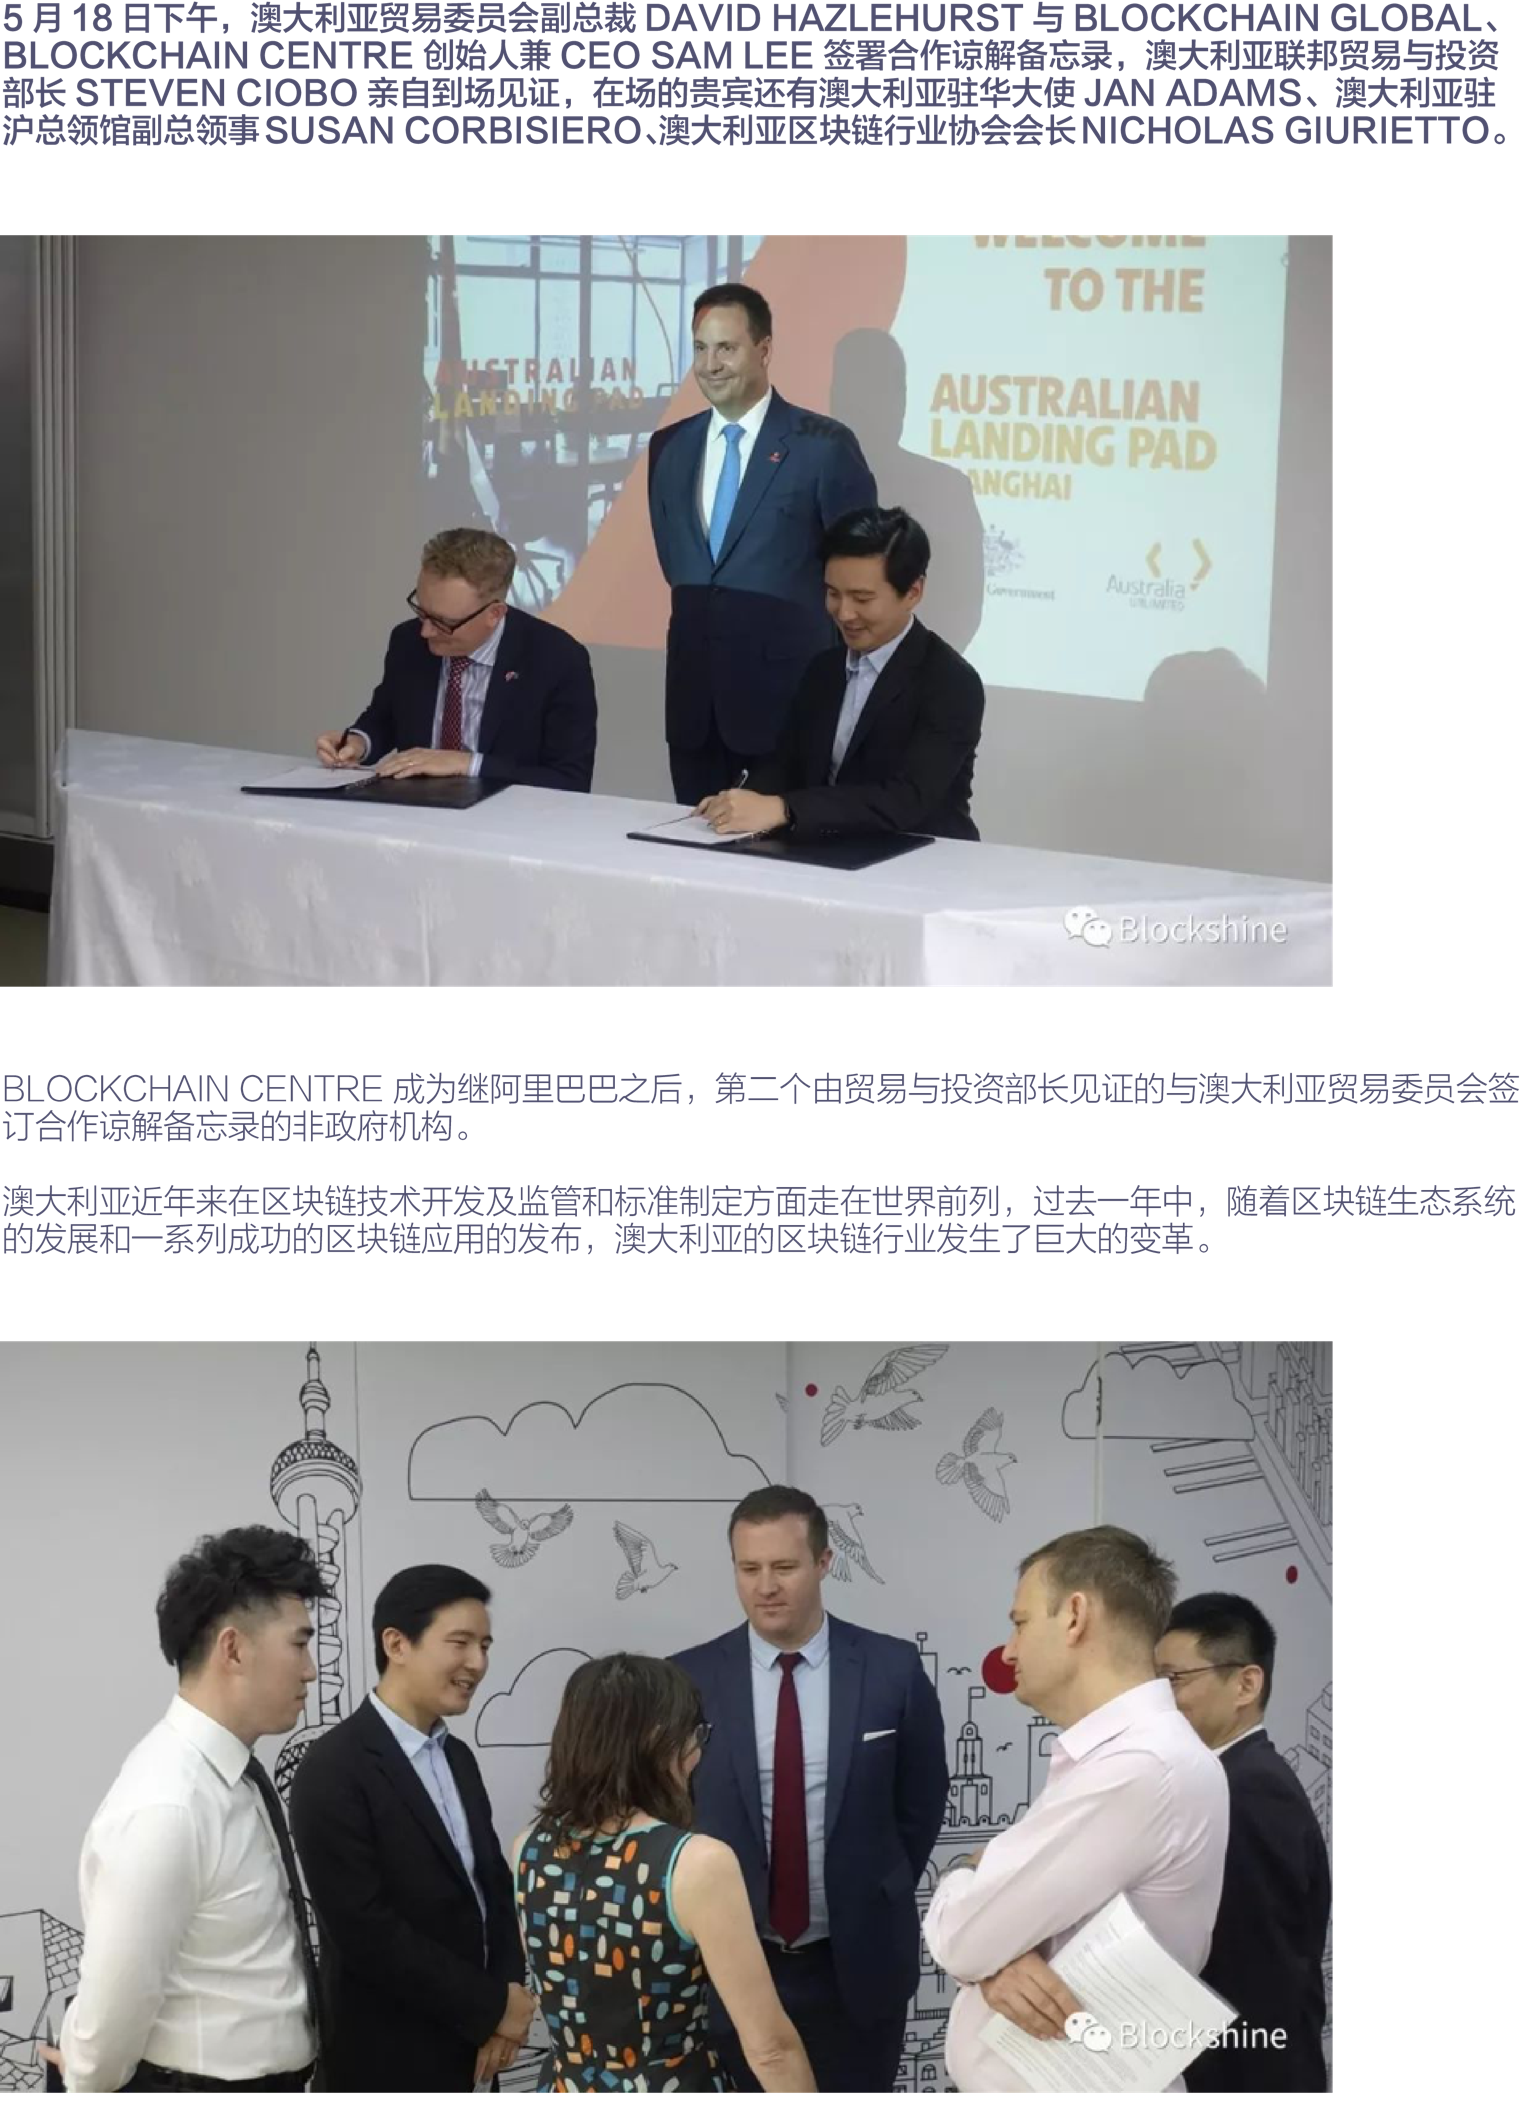 5 月 18 日下午，澳大利亚贸易委员会副总裁 DAVID HAZLEHURST 与 BLOCKCHAIN GLOBAL、
BLOCKCHAIN CENTRE 创始人兼 CEO SAM LEE 签署合作谅解备忘录，澳大利亚联邦贸易与投资
部长 STEVEN CIOBO 亲自到场见证，在场的贵宾还有澳大利亚驻华大使 JAN ADAMS、澳大利亚驻
沪总领馆副总领事 SUSAN CORBISIERO、澳大利亚区块链行业协会会长 NICHOLAS GIURIETTO。
WELCOME
TO THE
AUSTRALIAN
LANDING PAD
AUSTRALIAN
LANDING PAD
ANGHAI
SH
Government
Australia
UNLIMITED
Blockshine
BLOCKCHAIN CENTRE 成为继阿里巴巴之后，第二个由贸易与投资部长见证的与澳大利亚贸易委员会签
订合作谅解备忘录的非政府机构。
澳大利亚近年来在区块链技术开发及监管和标准制定方面走在世界前列，过去一年中，随着区块链生态系统
的发展和一系列成功的区块链应用的发布，澳大利亚的区块链行业发生了巨大的变革。
Blockshine